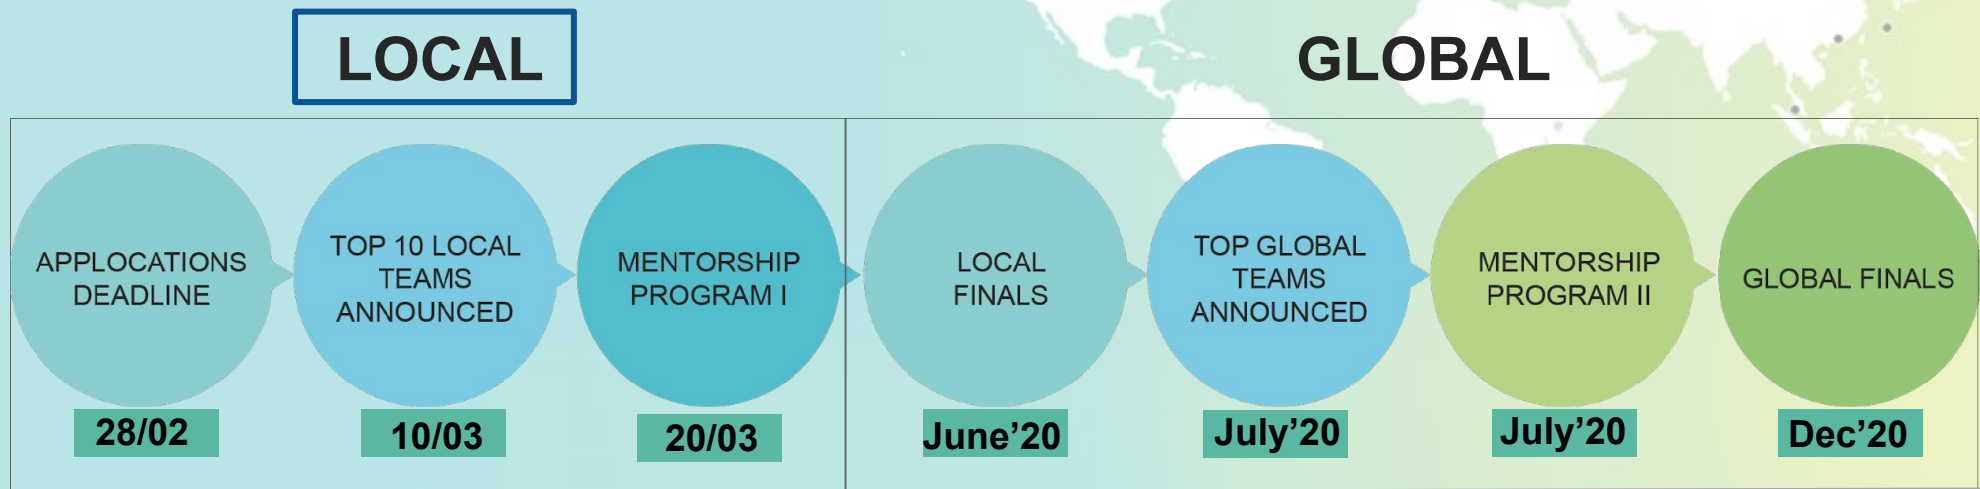 LOCAL
GLOBAL
APPLOCATIONS
DEADLINE
TOP 10 LOCAL
TEAMS
ANNOUNCED
MENTORSHIP
PROGRAM I
LOCAL
FINALS
TOP GLOBAL
TEAMS
ANNOUNCED
MENTORSHIP
PROGRAM II
GLOBAL FINALS
28/02
10/03
20/03
June’20
July’20
July’20
Dec’20